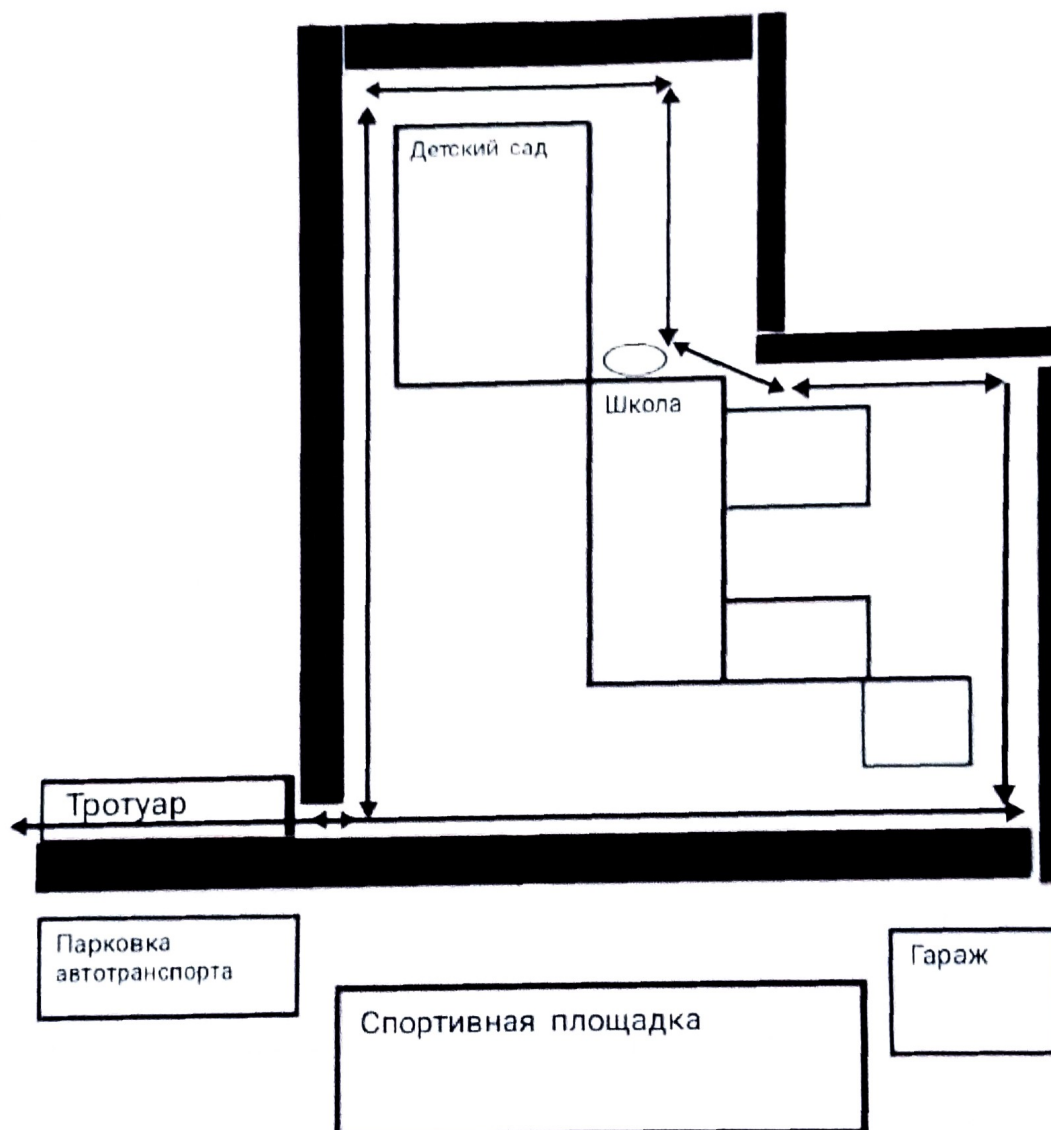 Детский сад
Школа
Тротуар
Парковка
автотранспорта
Гараж
Спортивная площадка